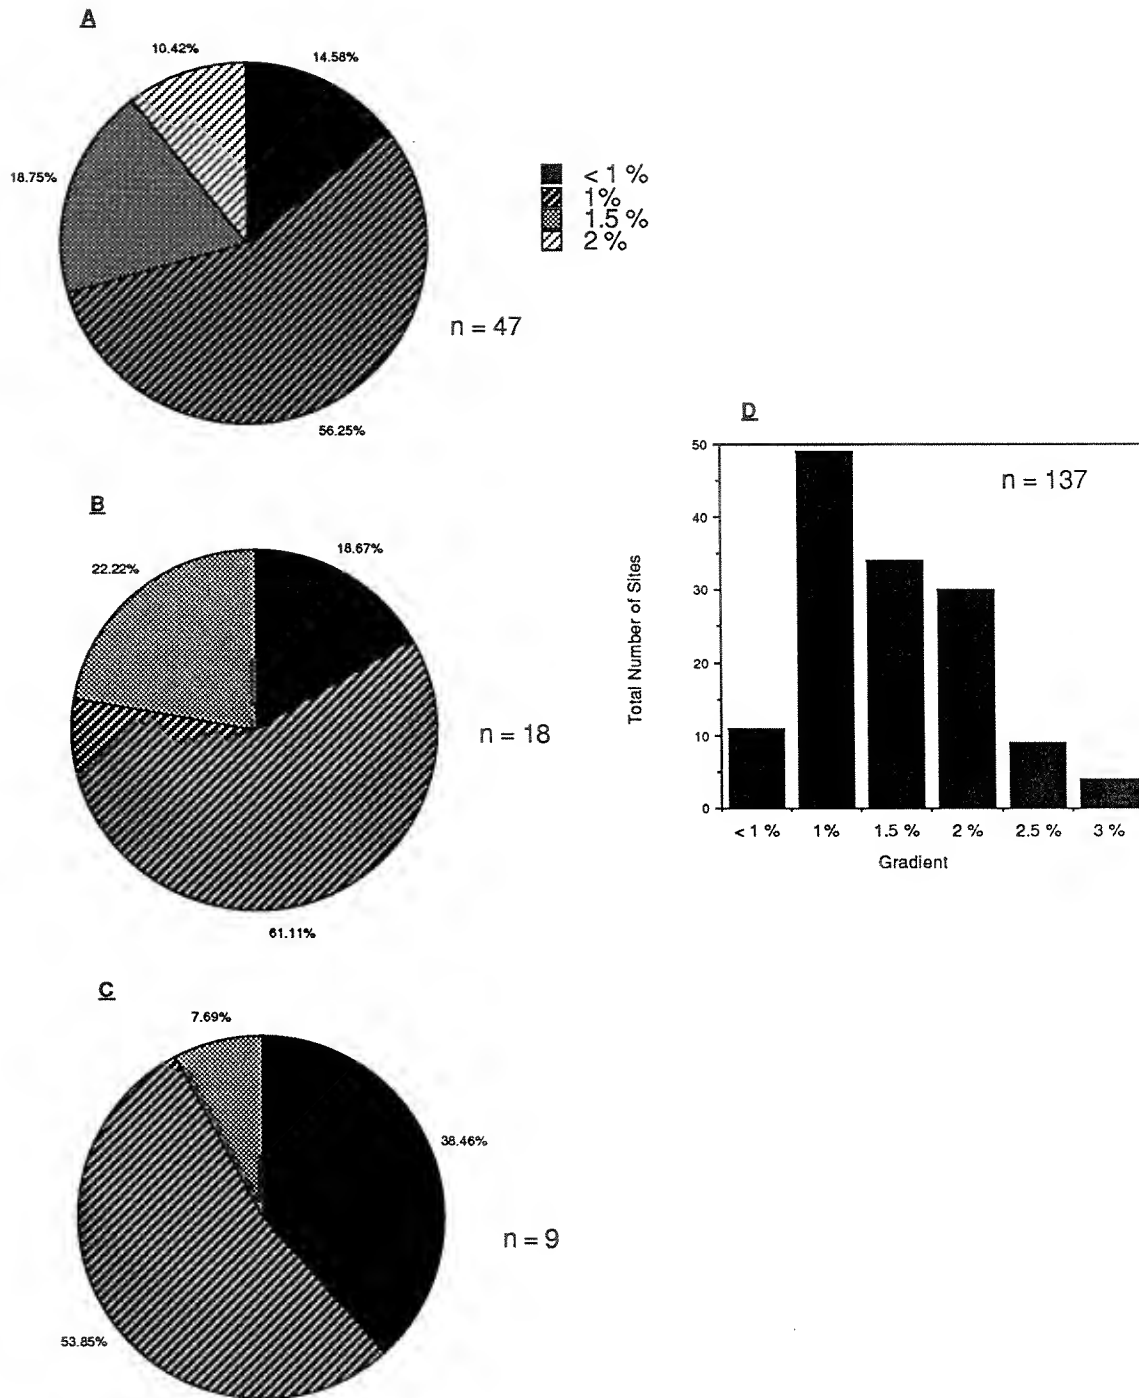 A
10.42%
14.58%
18.75%
56.25%
< 1 %
1%
1.5 %
2 %
n = 47
B
22.22%
18.67%
61.11%
n = 18
C
7.69%
38.46%
53.85%
n = 9
D
n = 137
Total Number of Sites
50
40
30
20
10
0
< 1 % 1% 1.5 % 2 % 2.5 % 3 %
Gradient